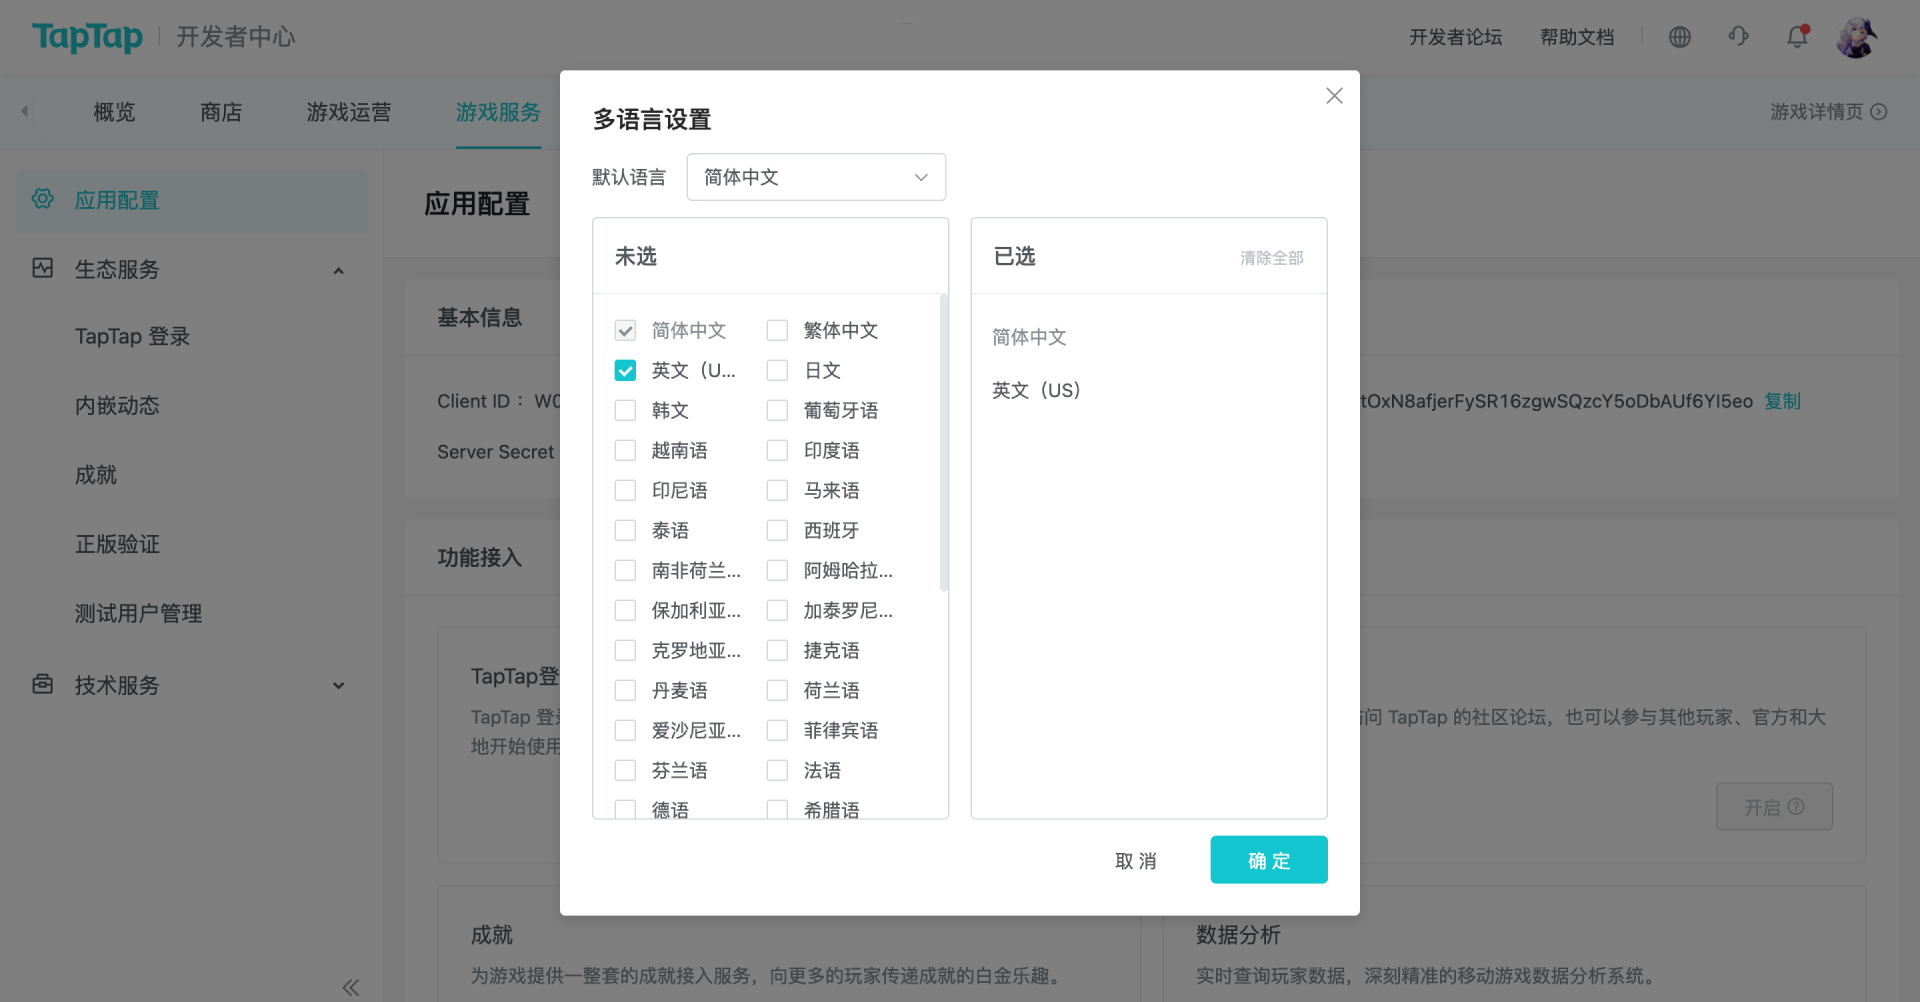 TapTap 开发者中心
开发者论坛 帮助文档
概览 商店 游戏运营 游戏服务
游戏详情页
应用配置
生态服务
TapTap 登录
内嵌动态
成就
正版验证
测试用户管理
技术服务
应用配置
基本信息
Client ID： W0
tOxN8afjerFySR16zgwSQzcY5oDbAUf6YI5eo 复制
Server Secret
功能接入
TapTap登
TapTap 登
问 TapTap 的社区论坛，也可以参与其他玩家、官方和大
地开始使用
开启
成就
为游戏提供一整套的成就接入服务，向更多的玩家传递成就的白金乐趣。
数据分析
实时查询玩家数据，深刻精准的移动游戏数据分析系统。
多语言设置
默认语言 简体中文
未选
简体中文 繁体中文
英文（U... 日文
韩文 葡萄牙语
越南语 印度语
印尼语 马来语
泰语 西班牙
南非荷兰... 阿姆哈拉...
保加利亚... 加泰罗尼...
克罗地亚... 捷克语
丹麦语 荷兰语
爱沙尼亚... 菲律宾语
芬兰语 法语
德语 希腊语
已选 清除全部
简体中文
英文（US）
取 消 确 定